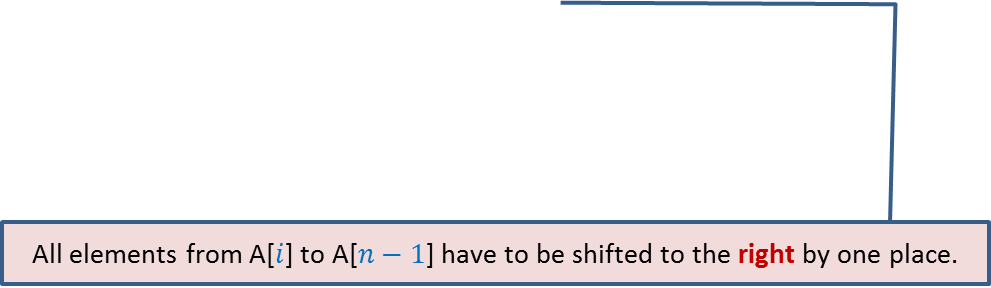 All elements from A[i] to A[n − 1] have to be shifted to the right by one place.